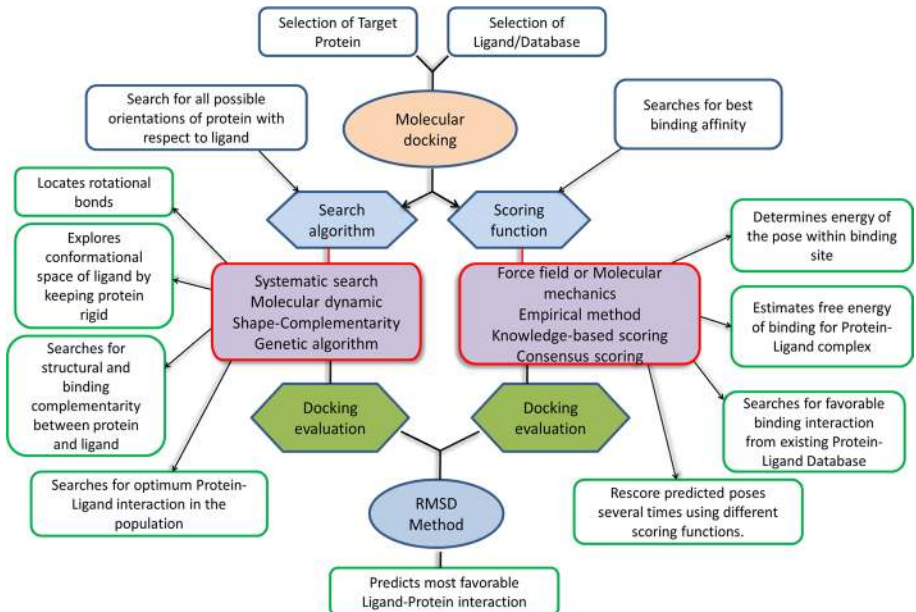 Selection of Target
Protein
Selection of
Ligand/Database
Search for all possible
orientations of protein with
respect to ligand
Molecular
docking
Searches for best
binding affinity
Locates rotational
bonds
Search
algorithm
Scoring
function
Determines energy of
the pose within binding
site
Explores
conformational
space of ligand by
keeping protein
rigid
Systematic search
Molecular dynamic
Shape-Complementarity
Genetic algorithm
Force field or Molecular
mechanics
Empirical method
Knowledge-based scoring
Consensus scoring
Estimates free energy
of binding for Protein-
Ligand complex
Searches for
structural and
binding
complementarity
between protein
and ligand
Docking
evaluation
Docking
evaluation
Searches for favorable
binding interaction
from existing Protein-
Ligand Database
Searches for optimum Protein-
Ligand interaction in the
population
RMSD
Method
Rescore predicted poses
several times using different
scoring functions.
Predicts most favorable
Ligand-Protein interaction